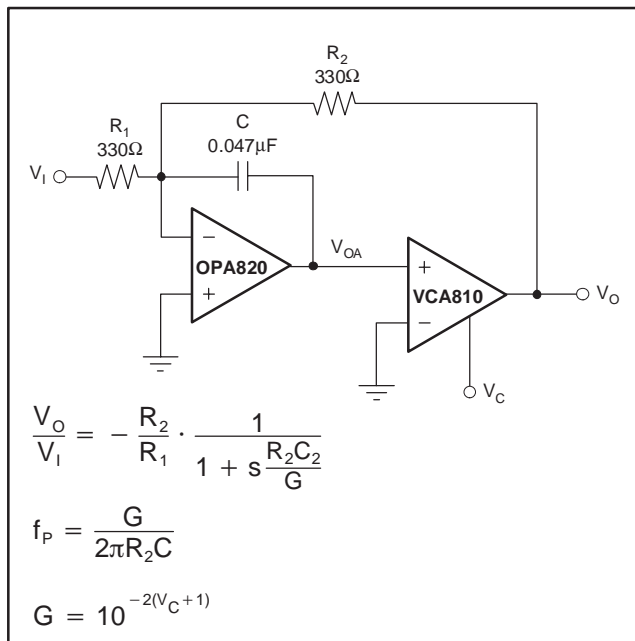 R2
330Ω
C
0.047μF
R1
330Ω
VI
−
+
OPA820
VOA
+
−
VCA810
VO
VC
VO/VI = − R2/R1 · 1/(1 + s R2C2/G)
fP = G/(2πR2C)
G = 10^−2(VC+1)